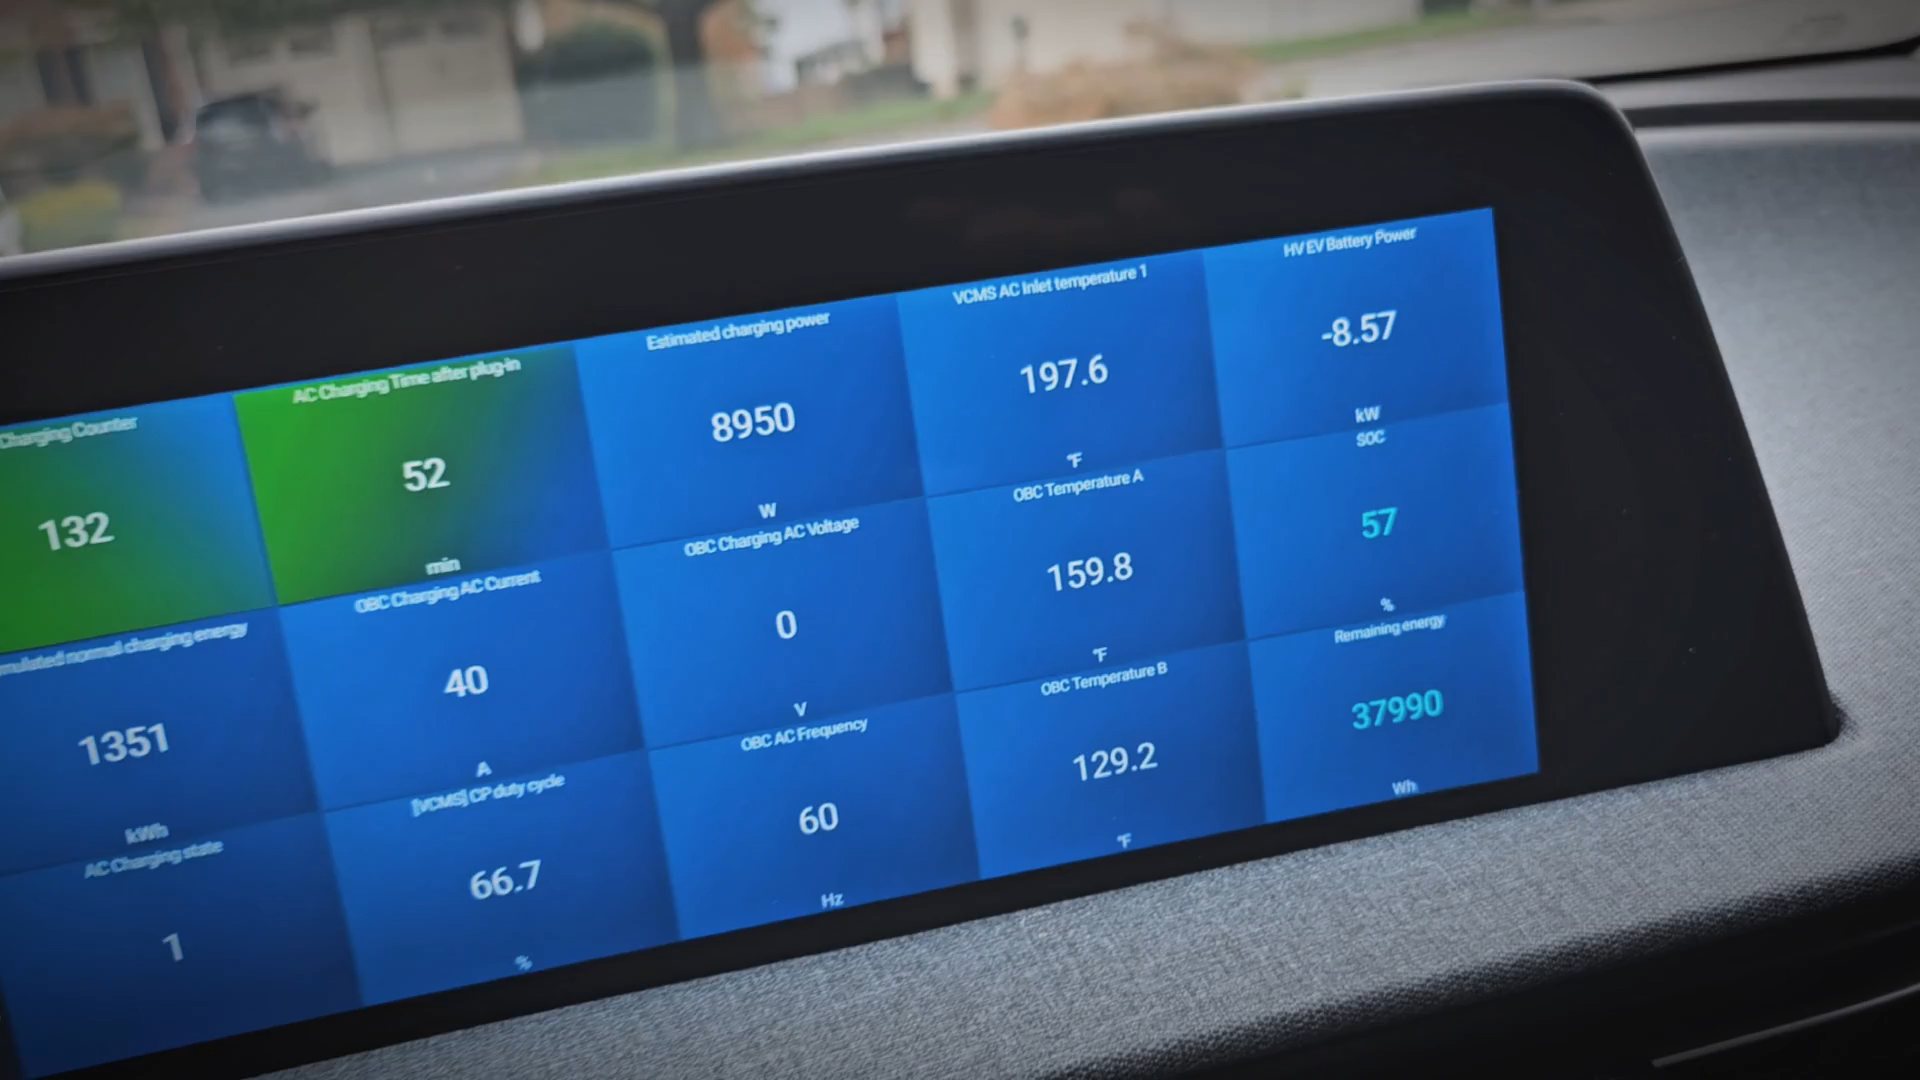 Charging Counter
132
AC Charging Time after plug-in
52
min
Estimated charging power
8950
W
VCMS AC Inlet temperature 1
197.6
°F
HV EV Battery Power
-8.57
kW
mulated normal charging energy
1351
kWh
OBC Charging AC Current
40
A
OBC Charging AC Voltage
0
V
OBC Temperature A
159.8
°F
SOC
57
%
AC Charging state
1
[VCMS] CP duty cycle
66.7
%
OBC AC Frequency
60
Hz
OBC Temperature B
129.2
°F
Remaining energy
37990
Wh